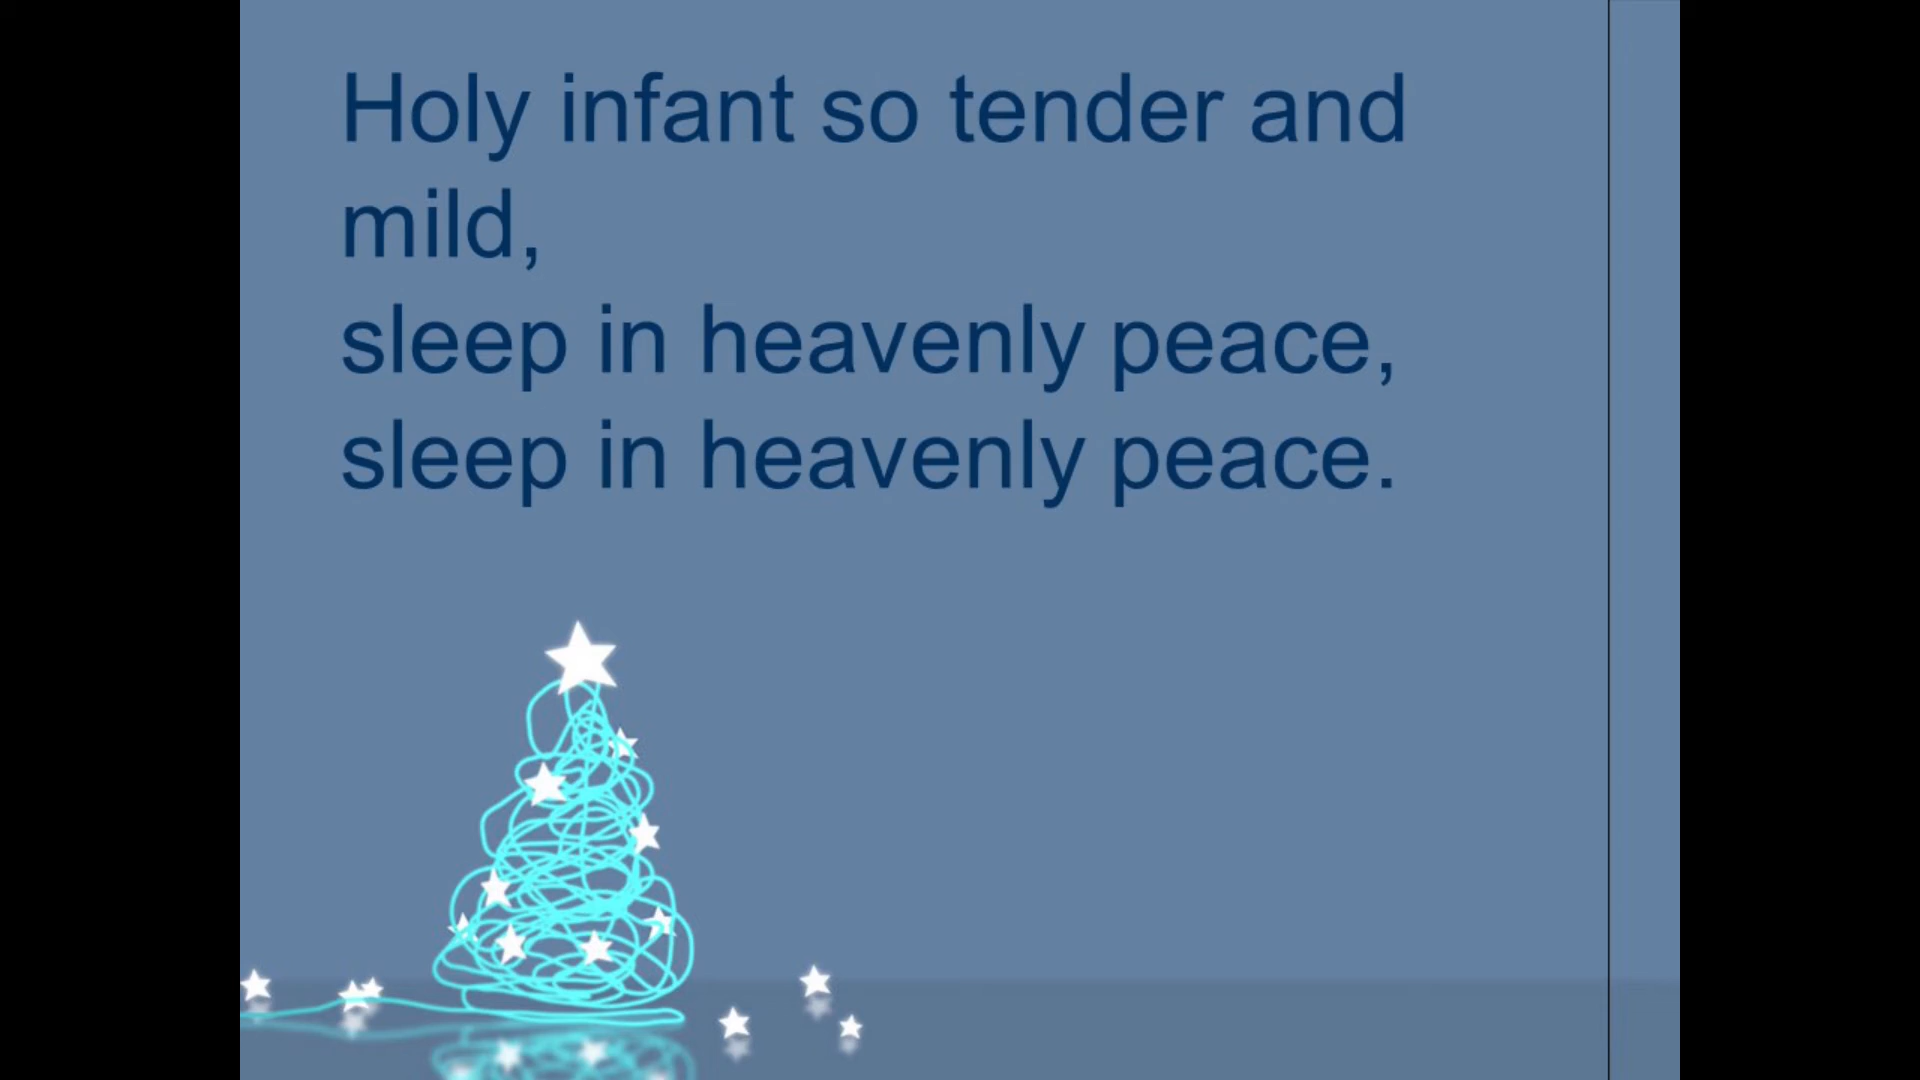 Holy infant so tender and
mild,
sleep in heavenly peace,
sleep in heavenly peace.